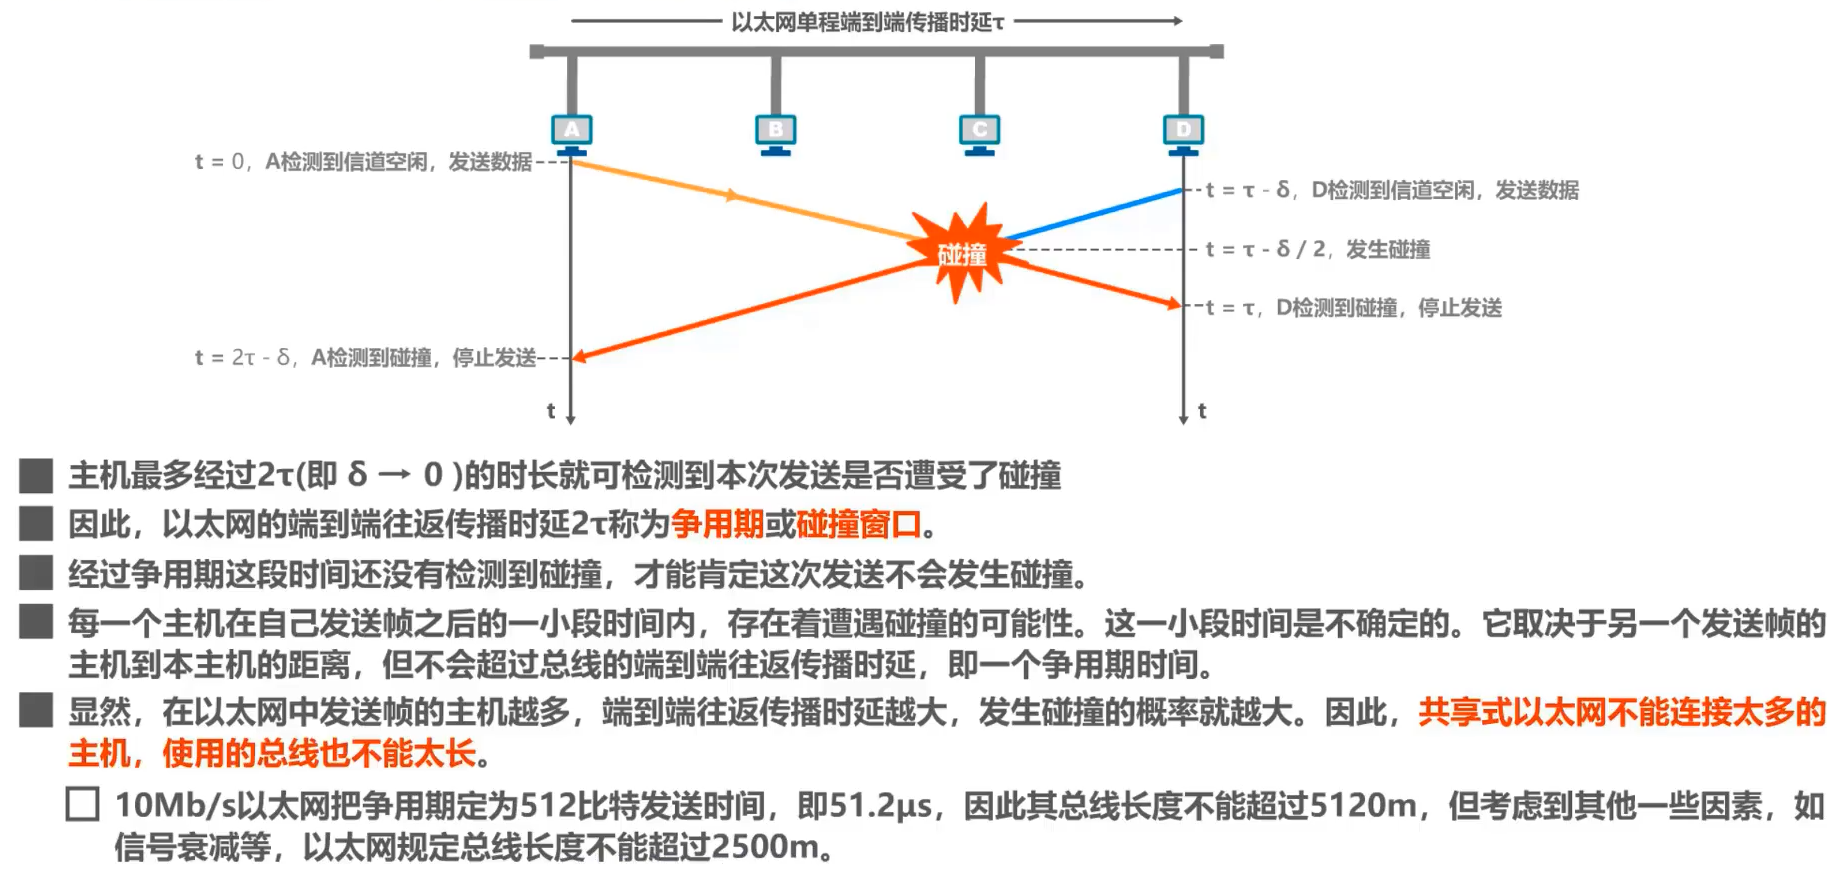 以太网单程端到端传播时延τ
A
B
C
D
t = 0，A检测到信道空闲，发送数据
t = τ - δ，D检测到信道空闲，发送数据
碰撞
t = τ - δ / 2，发生碰撞
t = τ，D检测到碰撞，停止发送
t = 2τ - δ，A检测到碰撞，停止发送
t
t
主机最多经过2τ(即 δ → 0 )的时长就可检测到本次发送是否遭受了碰撞
因此，以太网的端到端往返传播时延2τ称为争用期或碰撞窗口。
经过争用期这段时间还没有检测到碰撞，才能肯定这次发送不会发生碰撞。
每一个主机在自己发送帧之后的一小段时间内，存在着遭遇碰撞的可能性。这一小段时间是不确定的。它取决于另一个发送帧的
主机到本主机的距离，但不会超过总线的端到端往返传播时延，即一个争用期时间。
显然，在以太网中发送帧的主机越多，端到端往返传播时延越大，发生碰撞的概率就越大。因此，共享式以太网不能连接太多的
主机，使用的总线也不能太长。
10Mb/s以太网把争用期定为512比特发送时间，即51.2μs，因此其总线长度不能超过5120m，但考虑到其他一些因素，如
信号衰减等，以太网规定总线长度不能超过2500m。